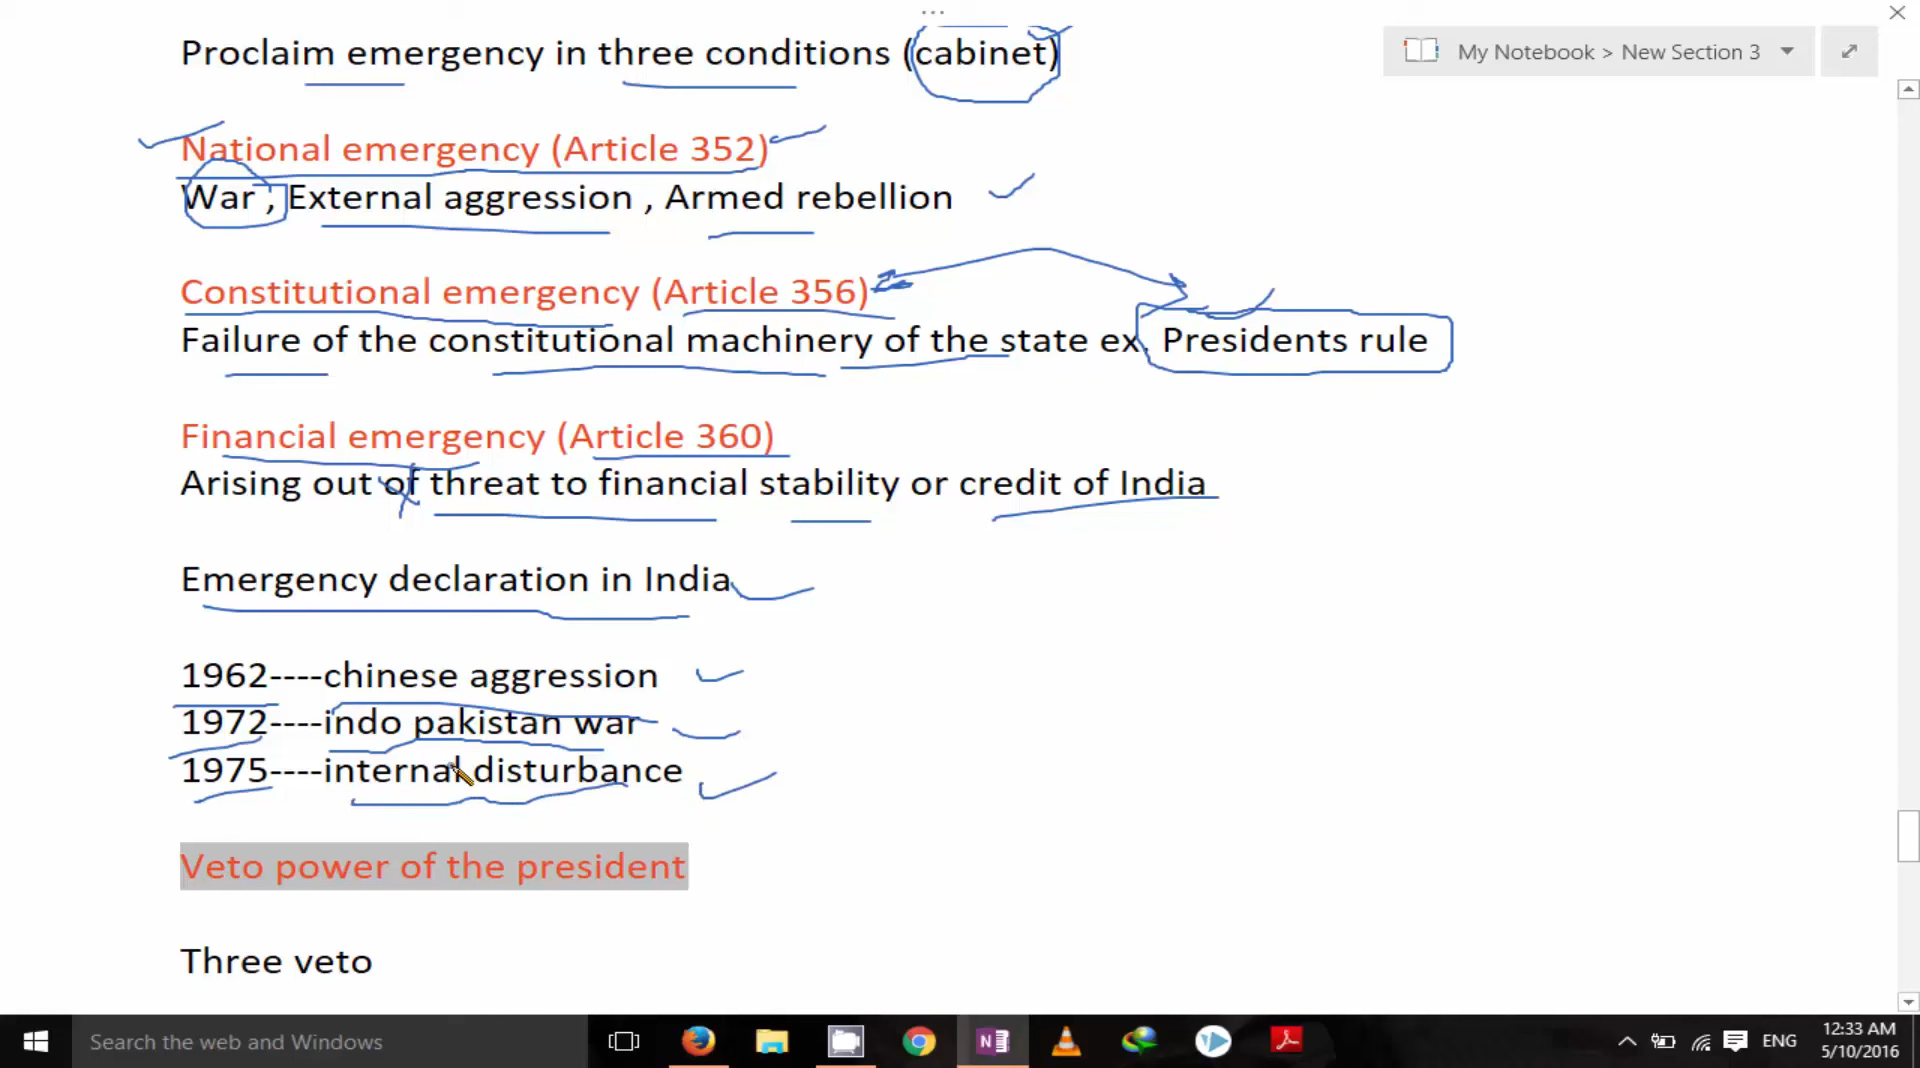 Proclaim emergency in three conditions (cabinet)
My Notebook > New Section 3
National emergency (Article 352)
War , External aggression , Armed rebellion
Constitutional emergency (Article 356)
Failure of the constitutional machinery of the state ex. Presidents rule
Financial emergency (Article 360)
Arising out of threat to financial stability or credit of India
Emergency declaration in India
1962----chinese aggression
1972----indo pakistan war
1975----internal disturbance
Veto power of the president
Three veto
Search the web and Windows
ENG
12:33 AM
5/10/2016